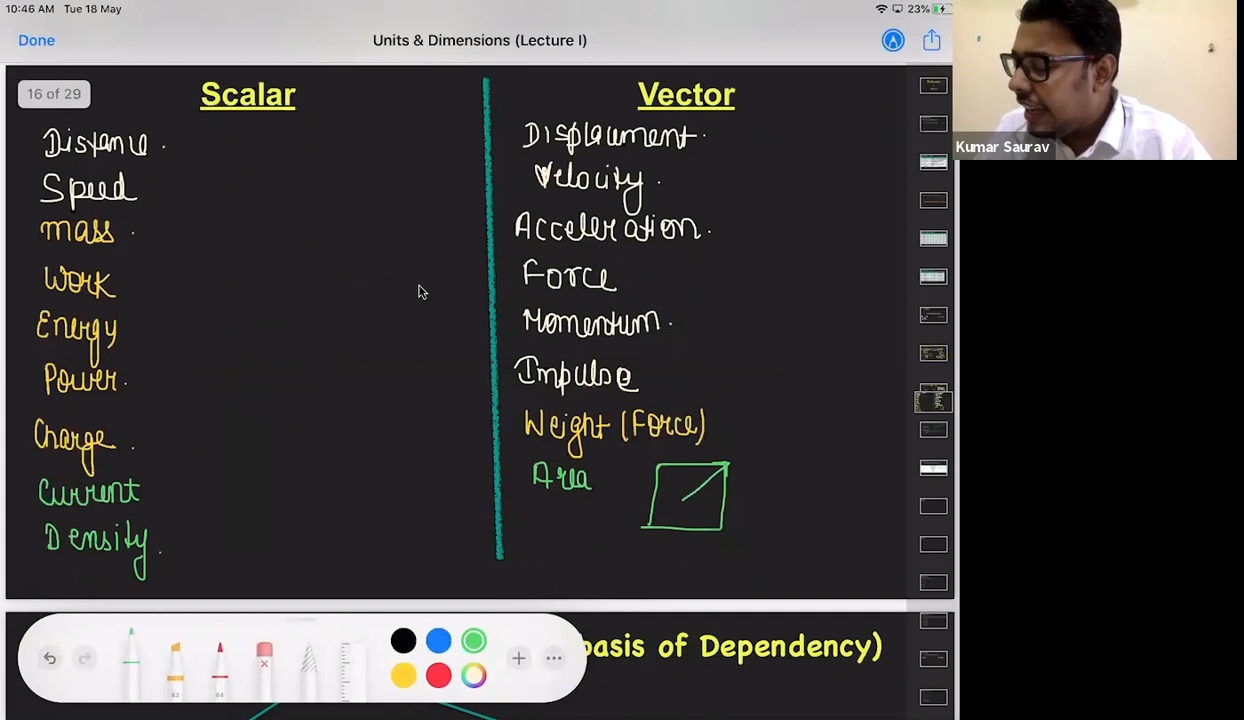 10:46 AM Tue 18 May
23%
Done
Units & Dimensions (Lecture I)
16 of 29
Scalar
Vector
Distance.
Displacement.
Speed
Velocity.
mass.
Acceleration.
Work
Force
Energy
Momentum.
Power.
Impulse
Charge.
Weight (Force)
Current
Area
Density.
Kumar Saurav
basis of Dependency)